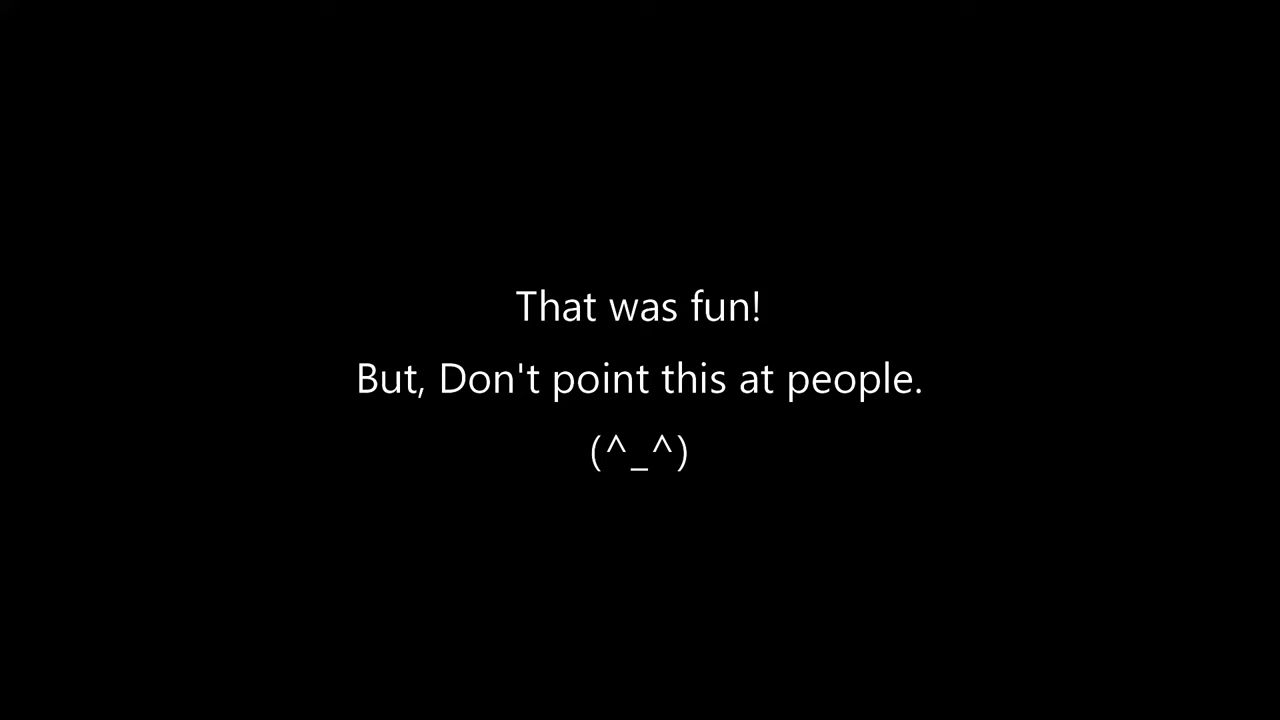 That was fun!
But, Don't point this at people.
(^_^)